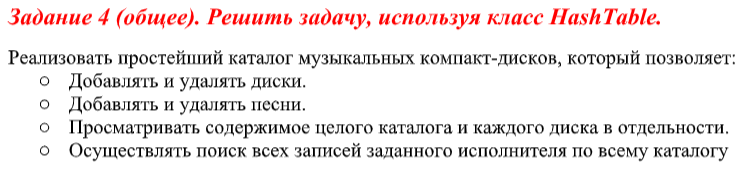 Задание 4 (общее). Решить задачу, используя класс HashTable.
Реализовать простейший каталог музыкальных компакт-дисков, который позволяет:
○ Добавлять и удалять диски.
○ Добавлять и удалять песни.
○ Просматривать содержимое целого каталога и каждого диска в отдельности.
○ Осуществлять поиск всех записей заданного исполнителя по всему каталогу